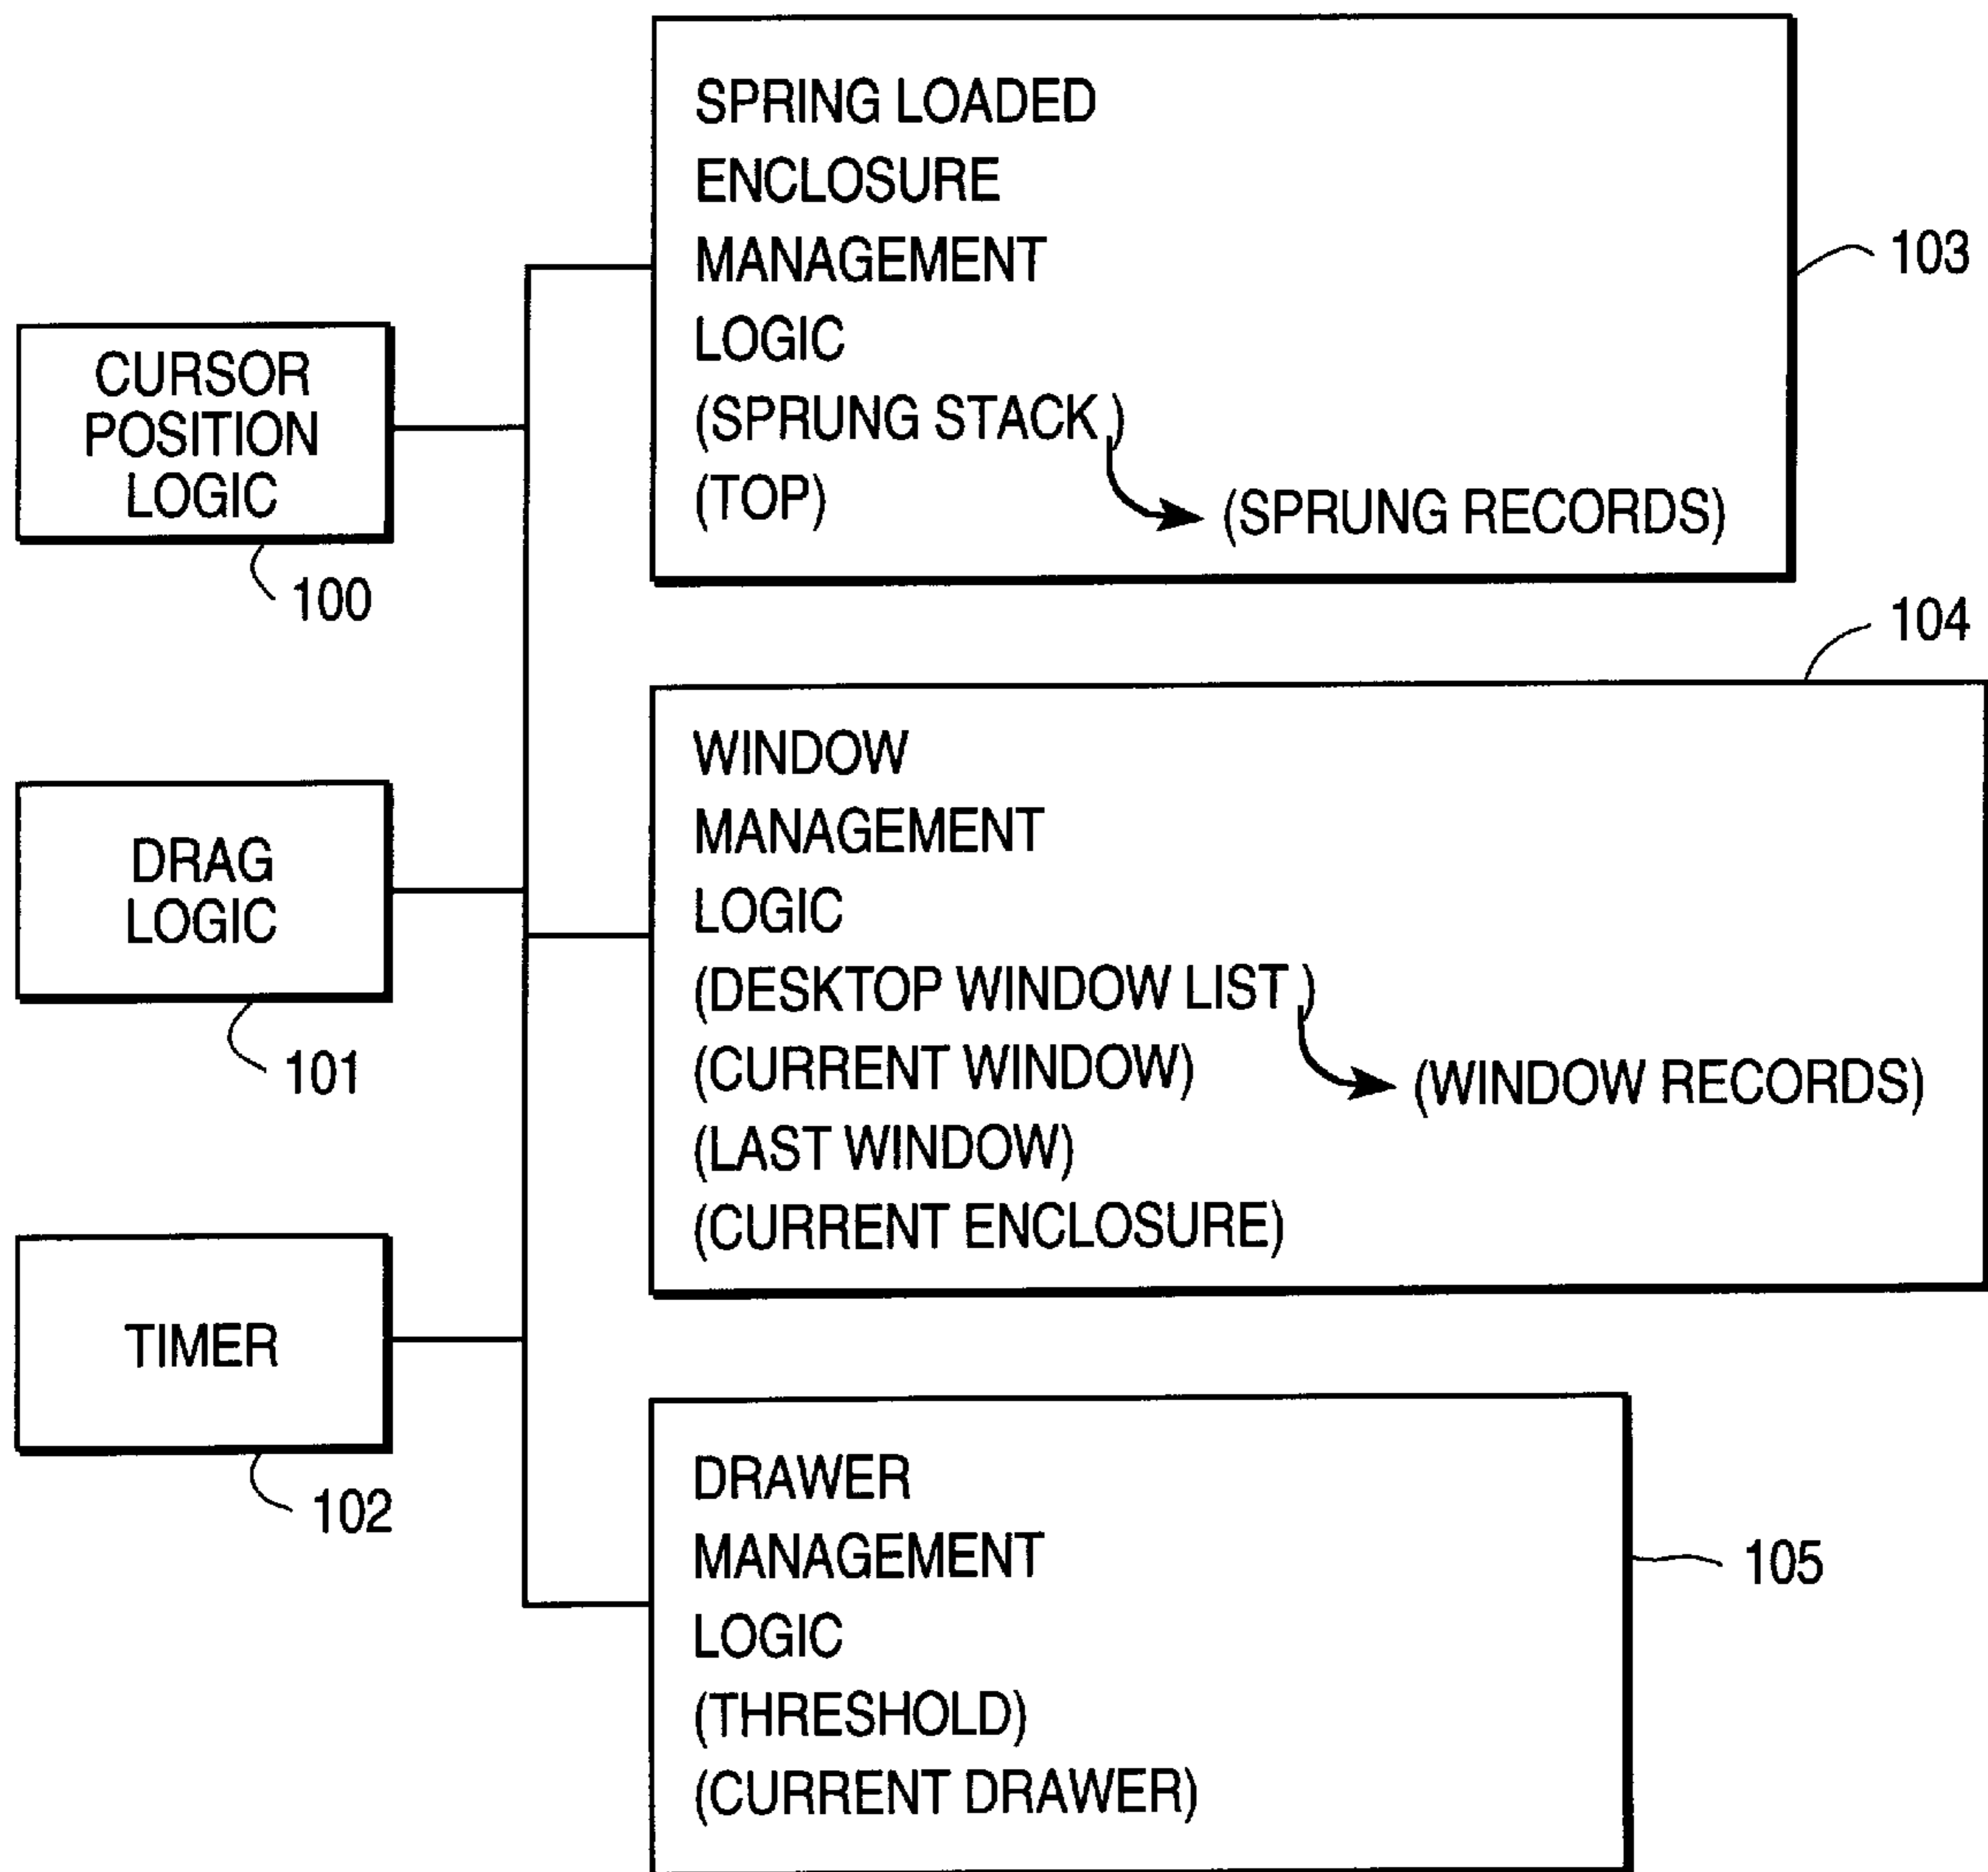 CURSOR
POSITION
LOGIC
100
DRAG
LOGIC
101
TIMER
102
SPRING LOADED
ENCLOSURE
MANAGEMENT
LOGIC
(SPRUNG STACK)
(TOP)
(SPRUNG RECORDS)
103
104
WINDOW
MANAGEMENT
LOGIC
(DESKTOP WINDOW LIST)
(CURRENT WINDOW)
(WINDOW RECORDS)
(LAST WINDOW)
(CURRENT ENCLOSURE)
DRAWER
MANAGEMENT
LOGIC
(THRESHOLD)
(CURRENT DRAWER)
105